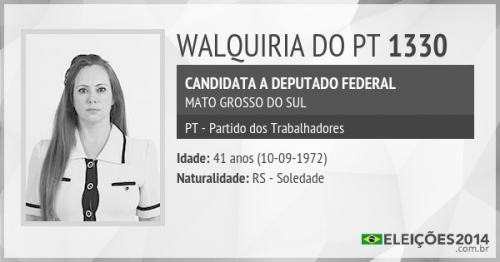 WALQUIRIA DO PT 1330
CANDIDATA A DEPUTADO FEDERAL
MATO GROSSO DO SUL
PT - Partido dos Trabalhadores
Idade: 41 anos (10-09-1972)
Naturalidade: RS - Soledade
ELEIÇÕES2014
.com.br